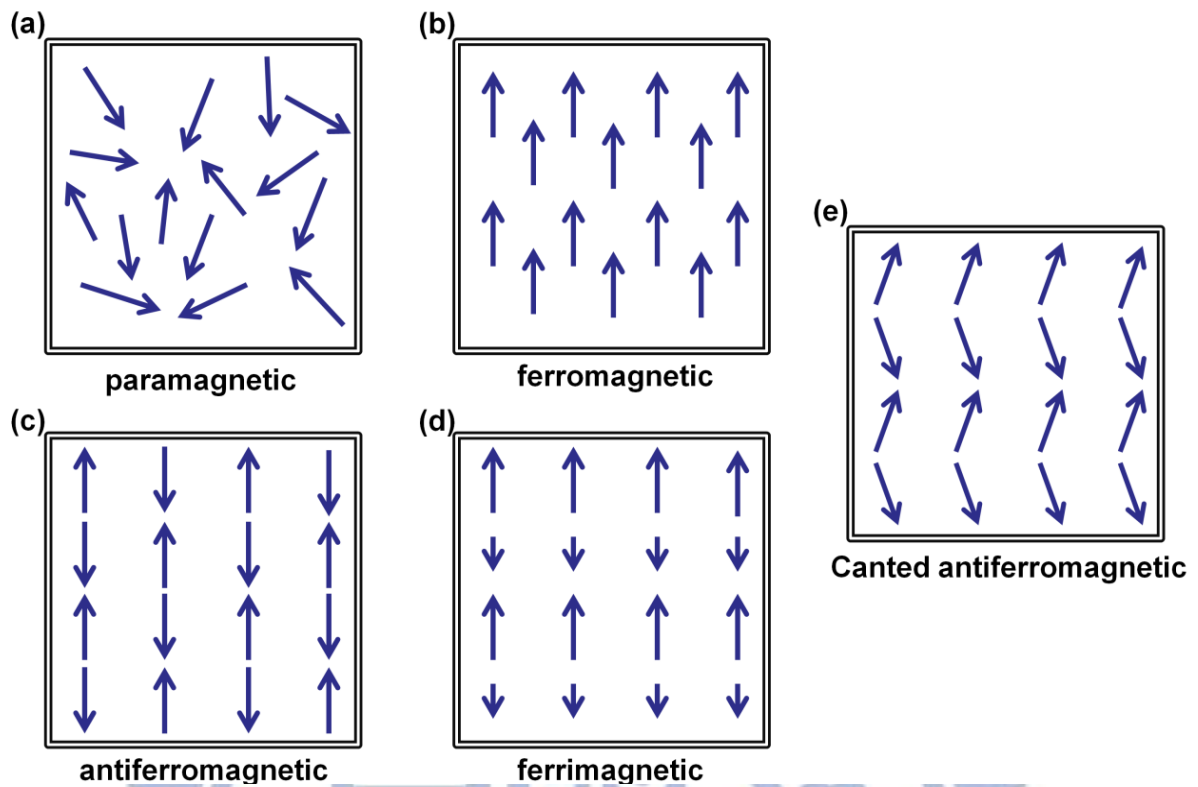 (a)
paramagnetic
(b)
ferromagnetic
(c)
antiferromagnetic
(d)
ferrimagnetic
(e)
Canted antiferromagnetic